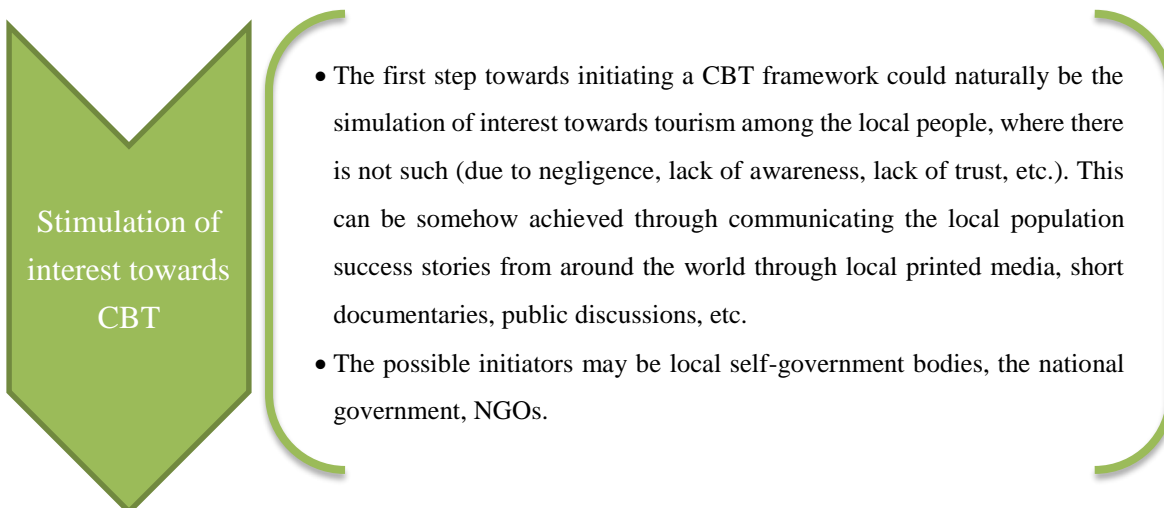 Stimulation of
interest towards
CBT
• The first step towards initiating a CBT framework could naturally be the
simulation of interest towards tourism among the local people, where there
is not such (due to negligence, lack of awareness, lack of trust, etc.). This
can be somehow achieved through communicating the local population
success stories from around the world through local printed media, short
documentaries, public discussions, etc.
• The possible initiators may be local self-government bodies, the national
government, NGOs.